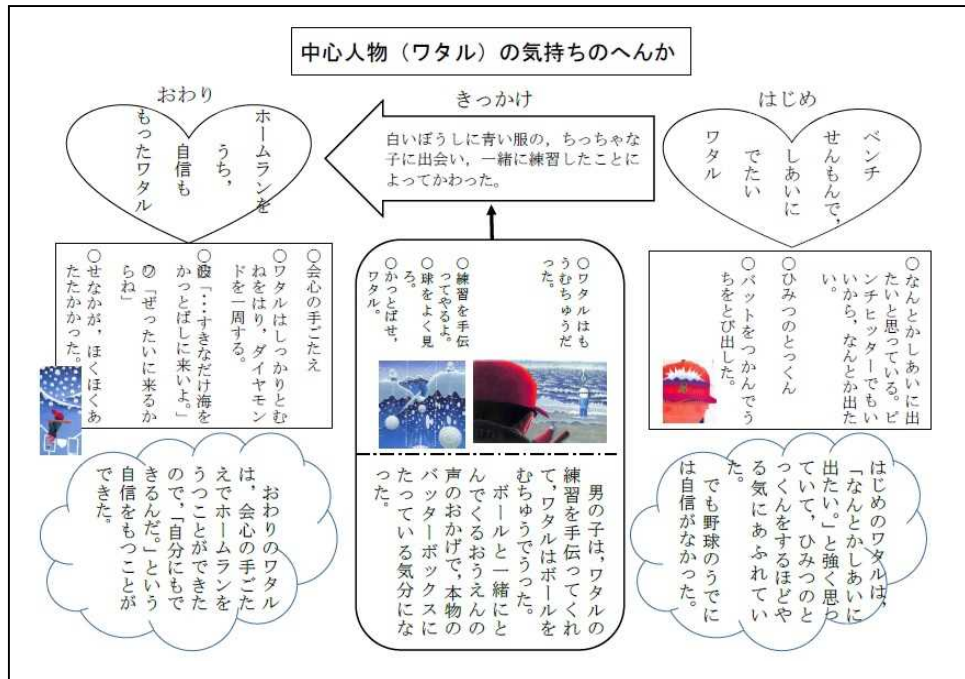 中心人物（ワタル）の気持ちのへんか
はじめ
ベンチ
せんもんで，
しあいに
でたい
ワタル
○なんとかしあいに出
たいと思っている。ピ
ンチヒッターでもい
いから，なんとか出た
い。
○ひみつのとっくん
○バットをつかんでう
ちをとび出した。
はじめのワタルは，
「なんとかしあいに
出たい。」と強く思っ
ていて，ひみつのと
っくんをするほどや
る気にあふれてい
た。
でも野球のうでに
は自信がなかった。
きっかけ
白いぼうしに青い服の，ちっちゃな
子に出会い，一緒に練習したことに
よってかわった。
○ワタルはも
うむちゅうだ
った。
○練習を手伝
ってやるよ。
○球をよく見
ろ。
○かっとばせ，
ワタル。
男の子は，ワタルの
練習を手伝ってくれ
て，ワタルはボールを
むちゅうでうった。
ボールと一緒にと
んでくるおうえんの
声のおかげで，本物の
バッターボックスに
たっている気分にな
った。
おわり
ホームランを
うち，
自信も
もったワタル
○会心の手ごたえ
○ワタルはしっかりとむ
ねをはり，ダイヤモン
ドを一周する。
「・・・すきなだけ海を
かっとばしに来いよ。」
「ぜったいに来るか
らね」
○せなかが，ほくほくあ
たたかかった。
おわりのワタル
は，会心の手ごた
えでホームランを
うつことができた
ので，「自分にもで
きるんだ。」という
自信をもつことが
できた。